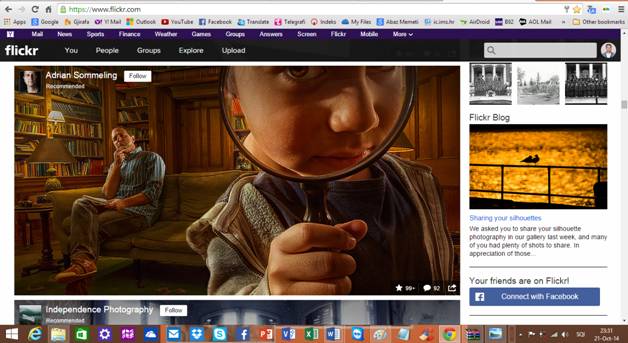 https://www.flickr.com
Apps Google Gjirafa Y! Mail Outlook YouTube Facebook Translate Telegrafi Indeks My Files Abaz Memeti ic.ims.hr AirDroid B92 AOL Mail » Other bookmarks
Y Mail News Sports Finance Weather Games Groups Answers Screen Flickr Mobile More
flickr You People Groups Explore Upload
Adrian Sommeling Follow
Recommended
99+ 92
Flickr Blog
Sharing your silhouettes
We asked you to share your silhouette
photography in our gallery last week, and many
of you had plenty of shots to share. In
appreciation of those...
Your friends are on Flickr!
Connect with Facebook
Independence Photography Follow
Recommended
SQI
23:31
21-Oct-14